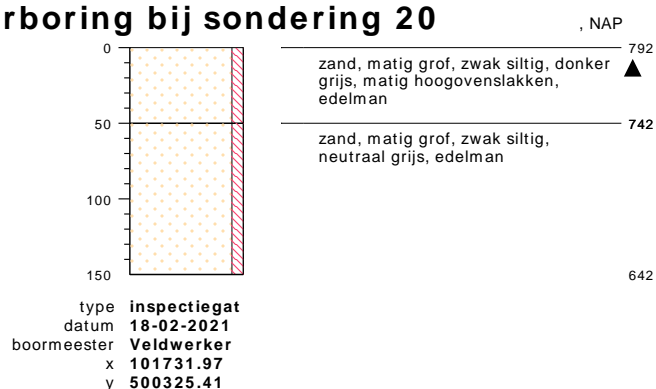 rboring bij sondering 20
, NAP
0
792
zand, matig grof, zwak siltig, donker
grijs, matig hoogovenslakken,
edelman
50
742
zand, matig grof, zwak siltig,
neutraal grijs, edelman
100
150
642
type inspectiegat
datum 18-02-2021
boormeester Veldwerker
x 101731.97
y 500325.41